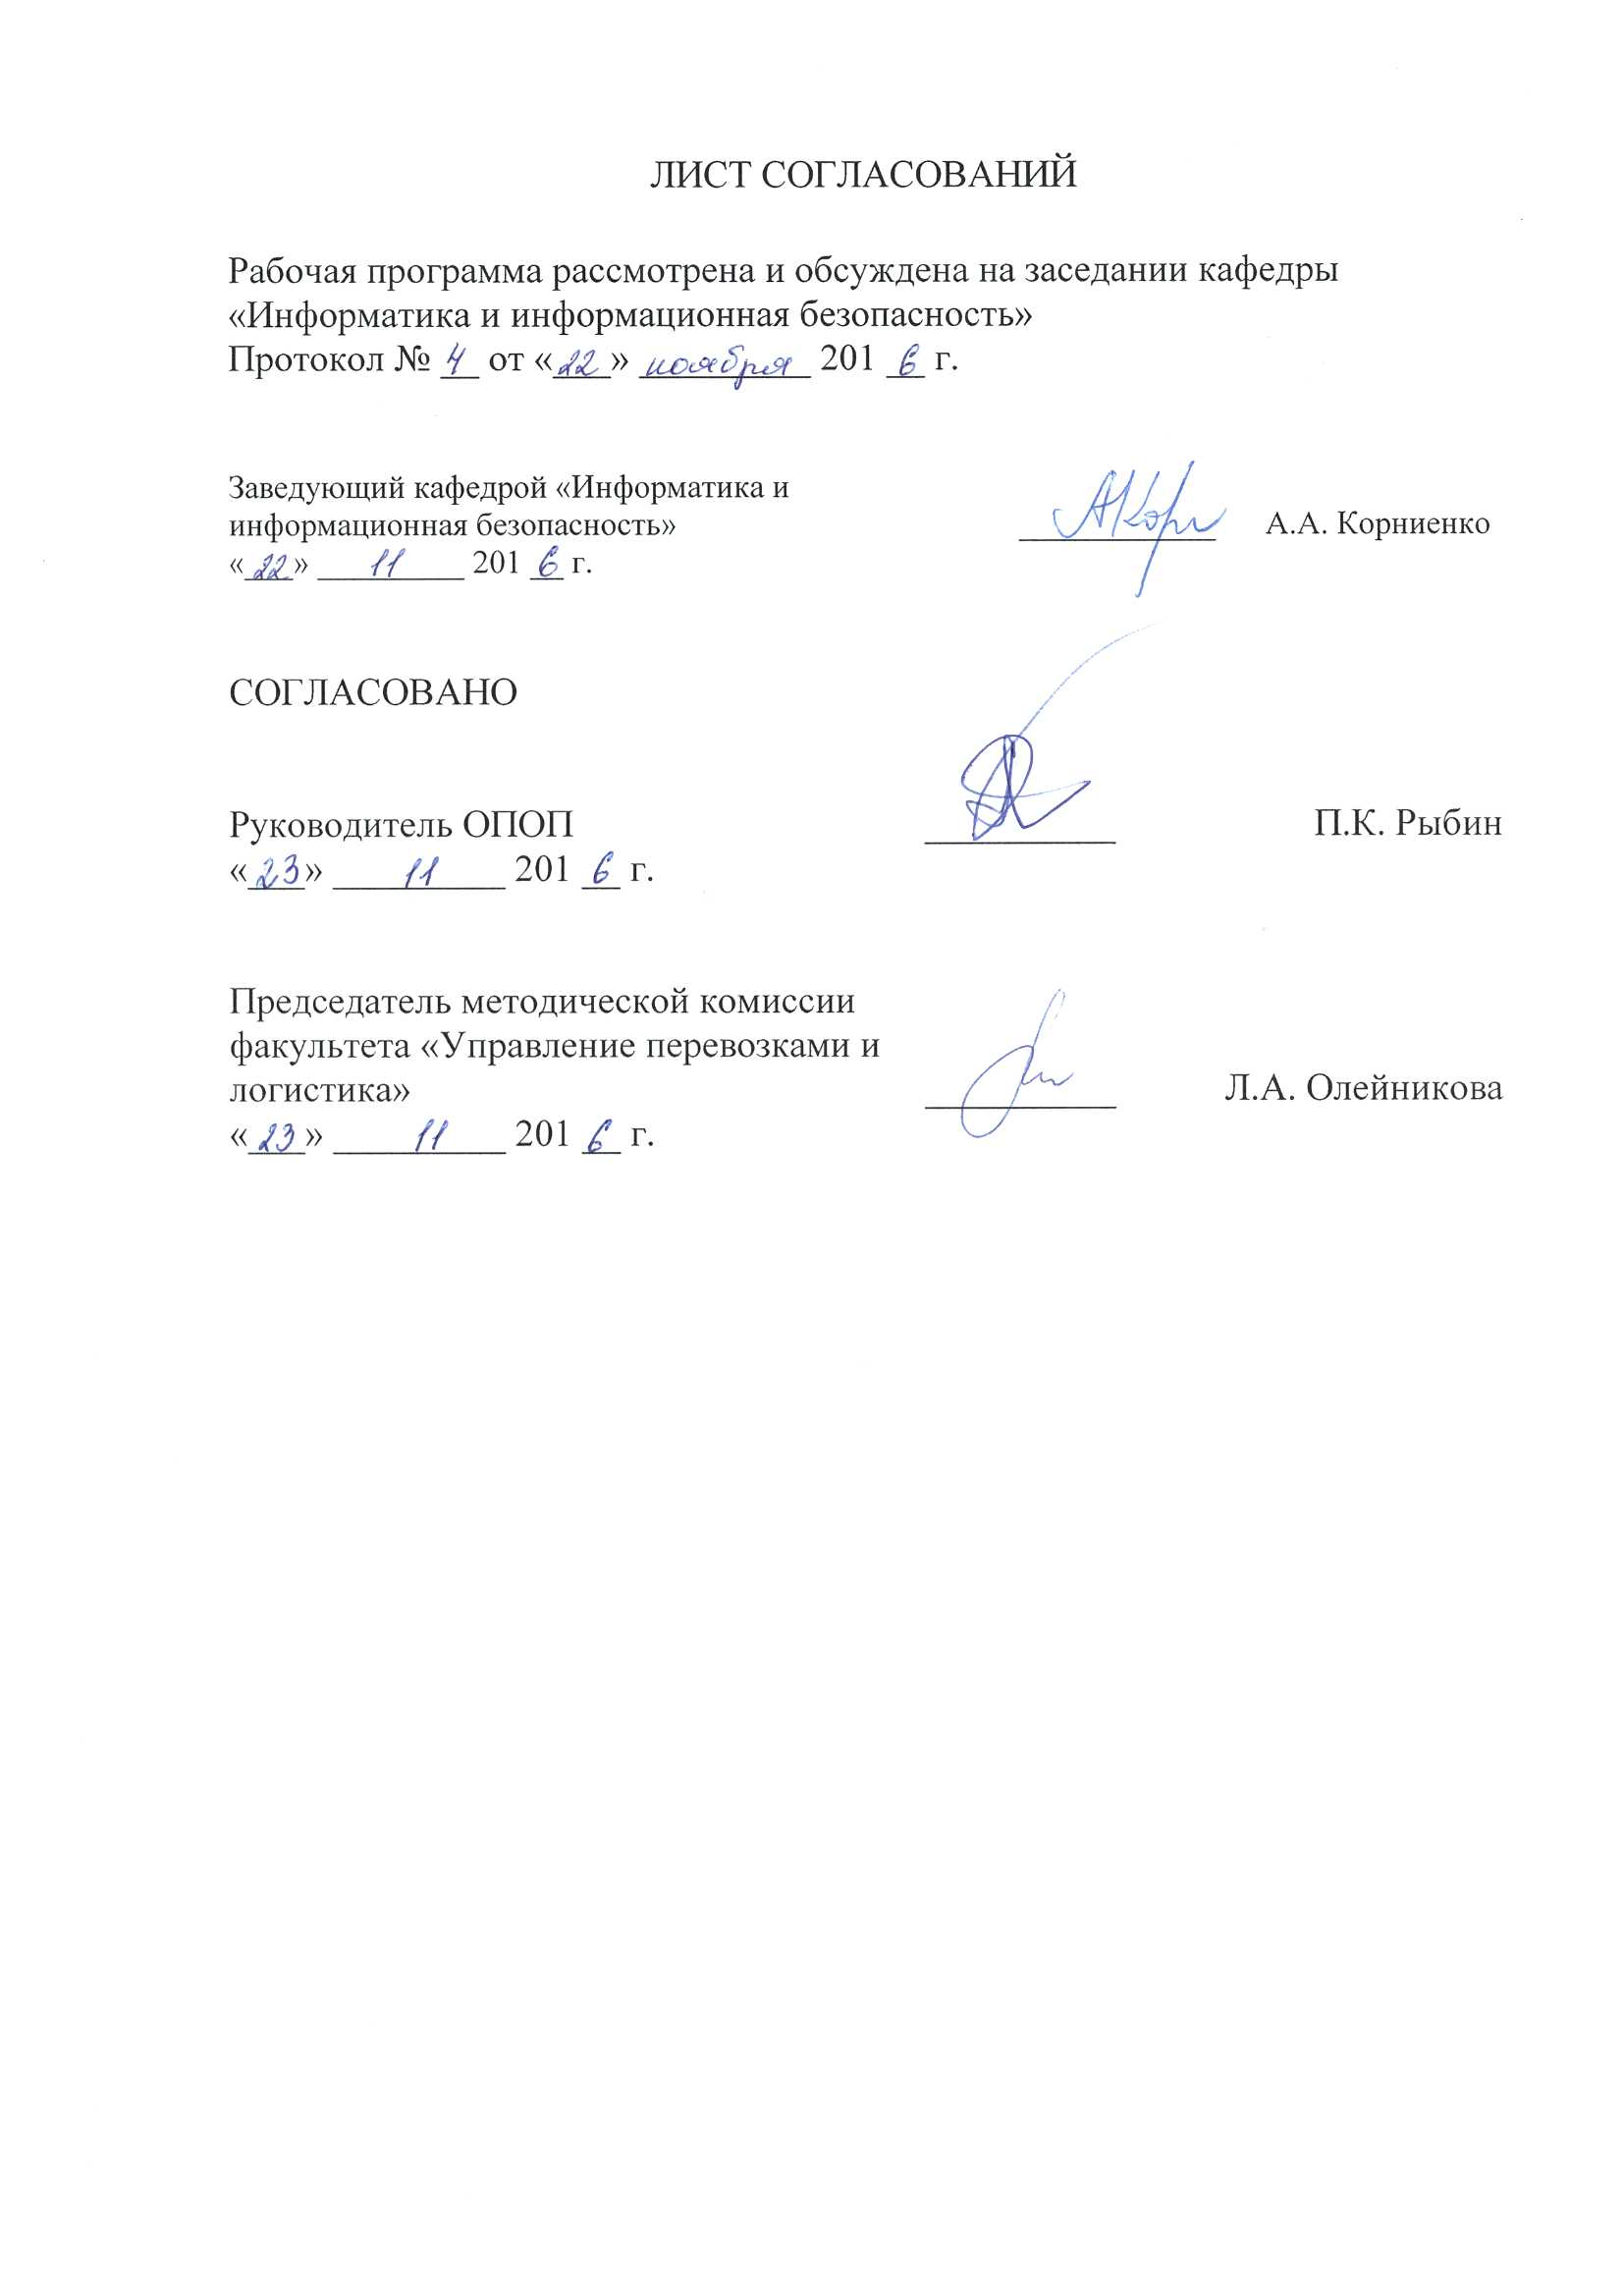 ЛИСТ СОГЛАСОВАНИЙ
Рабочая программа рассмотрена и обсуждена на заседании кафедры
«Информатика и информационная безопасность»
Протокол № 4 от «22» ноября 201 6 г.
Заведующий кафедрой «Информатика и
информационная безопасность» А.А. Корниенко
«22» 11 201 6 г.
СОГЛАСОВАНО
Руководитель ОПОП П.К. Рыбин
«23» 11 201 6 г.
Председатель методической комиссии
факультета «Управление перевозками и
логистика» Л.А. Олейникова
«23» 11 201 6 г.